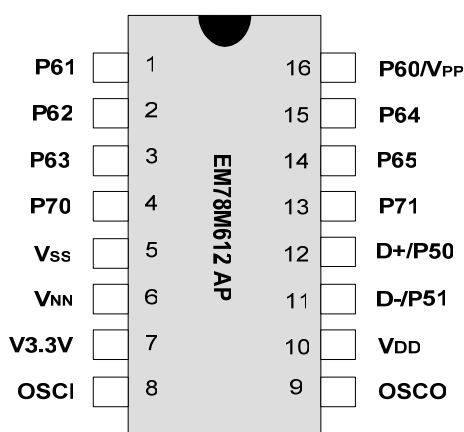 P61 1 16 P60/VPP
P62 2 15 P64
P63 3 14 P65
P70 4 13 P71
VSS 5 12 D+/P50
VNN 6 11 D-/P51
V3.3V 7 10 VDD
OSCI 8 9 OSCO
EM78M612 AP